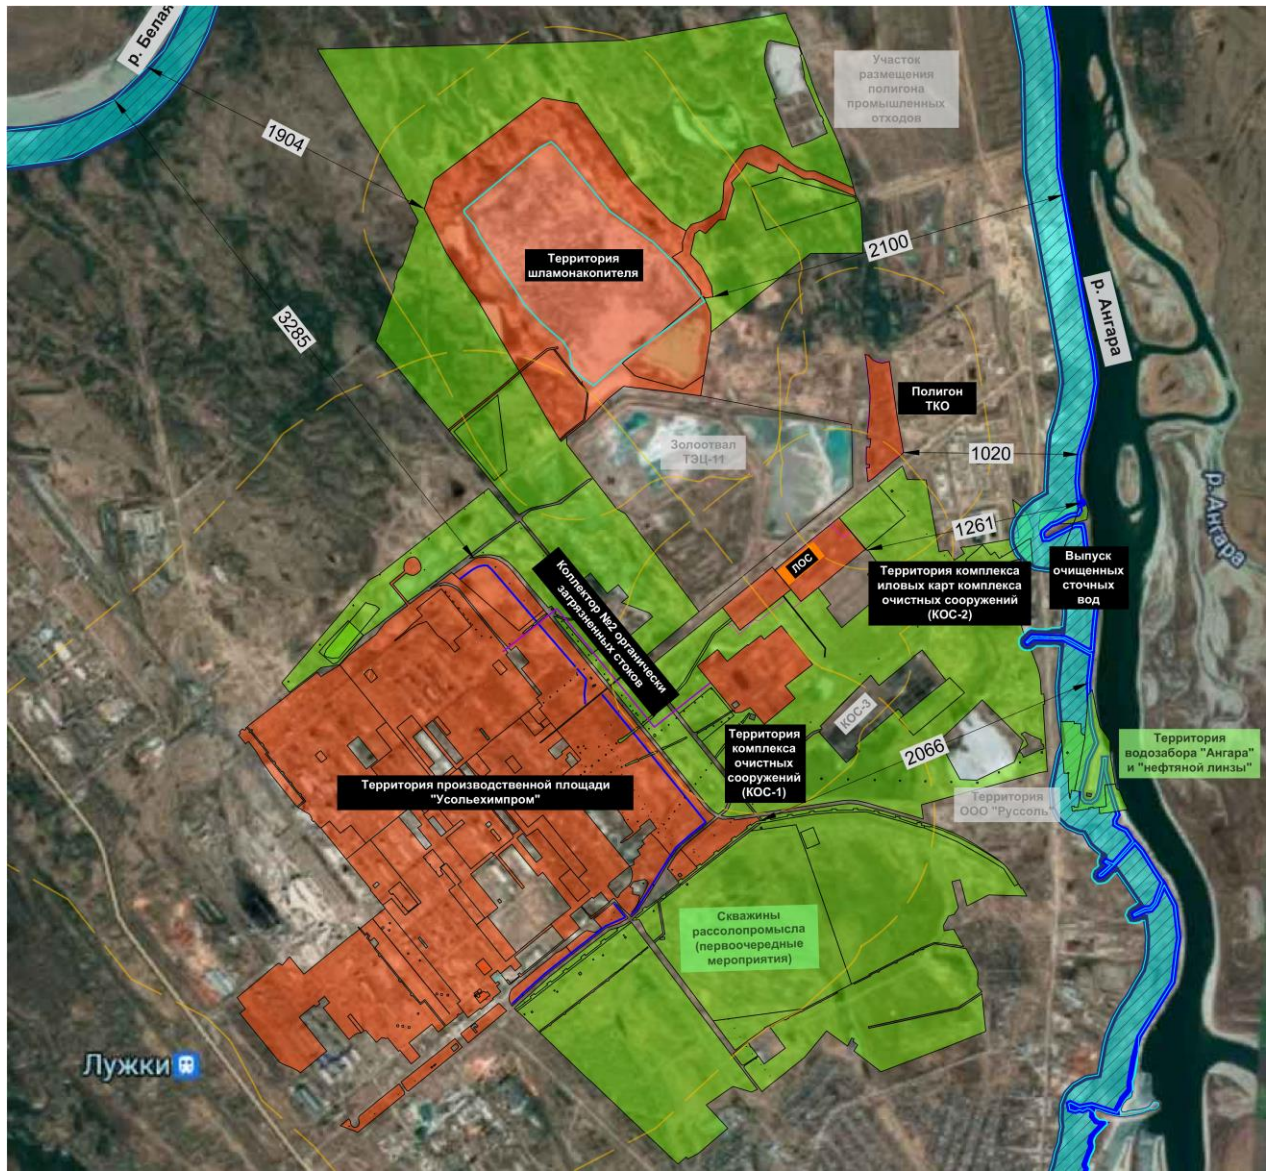 р. Белая
Участок
размещения
полигона
промышленных
отходов
1904
2100
Территория
шламонакопителя
р. Ангара
3285
Полигон
ТКО
Золоотвал
ТЭЦ-11
1020
р. Ангара
1261
ЛОС
Территория комплекса
иловых карт комплекса
очистных сооружений
(КОС-2)
Выпуск
очищенных
сточных
вод
Коллектор №2 органически
загрязненных стоков
КОС-3
Территория
комплекса
очистных
сооружений
(КОС-1)
2066
Территория
водозабора "Ангара"
и "нефтяной линзы"
Территория производственной площади
"Усольехимпром"
Территория
ООО "Руссоль"
Скважины
рассолопромысла
(первоочередные
мероприятия)
Лужки